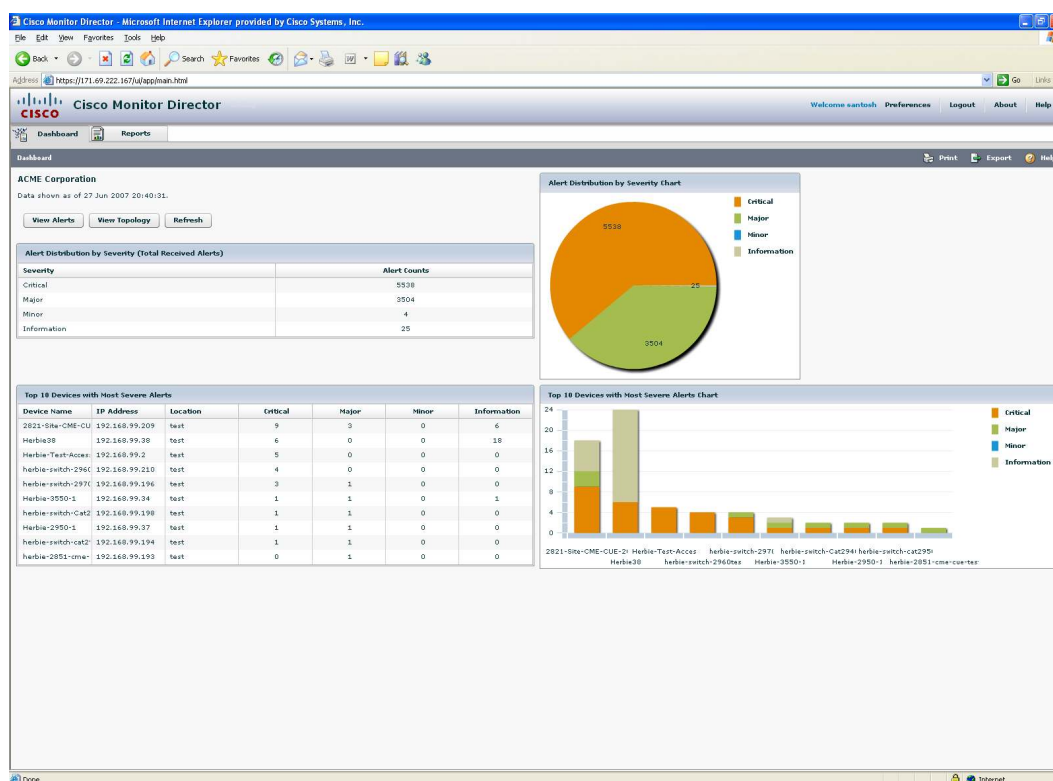 Cisco Monitor Director - Microsoft Internet Explorer provided by Cisco Systems, Inc.
File Edit View Favorites Tools Help
Back Search Favorites
Address https://171.69.222.167/ui/app/main.html Go Links
CISCO Cisco Monitor Director Welcome santosh Preferences Logout About Help
Dashboard Reports
Dashboard Print Export Help
ACME Corporation
Data shown as of 27 Jun 2007 20:40:31.
View Alerts View Topology Refresh
Alert Distribution by Severity (Total Received Alerts)
Severity Alert Counts
Critical 5538
Major 3504
Minor 4
Information 25
Alert Distribution by Severity Chart
Critical
Major
Minor
Information
5538
25
3504
Top 10 Devices with Most Severe Alerts
Device Name IP Address Location Critical Major Minor Information
2821-Site-CME-CU 192.168.99.209 test 9 3 0 6
Herbie38 192.168.99.38 test 6 0 0 18
Herbie-Test-Acces 192.168.99.2 test 5 0 0 0
herbie-switch-296 192.168.99.210 test 4 0 0 0
herbie-switch-297 192.168.99.196 test 3 1 0 0
Herbie-3550-1 192.168.99.34 test 1 1 0 1
herbie-switch-Cat2 192.168.99.198 test 1 1 0 0
Herbie-2950-1 192.168.99.37 test 1 1 0 0
herbie-switch-cat2 192.168.99.194 test 1 1 0 0
herbie-2851-cme- 192.168.99.193 test 0 1 0 0
Top 10 Devices with Most Severe Alerts Chart
24
20
16
12
8
4
0
Critical
Major
Minor
Information
2821-Site-CME-CUE-2 Herbie-Test-Acces herbie-switch-297 herbie-switch-Cat294 herbie-switch-cat295
Herbie38 herbie-switch-2960tes Herbie-3550-1 Herbie-2950-1 herbie-2851-cme-cue-tes
Done Internet